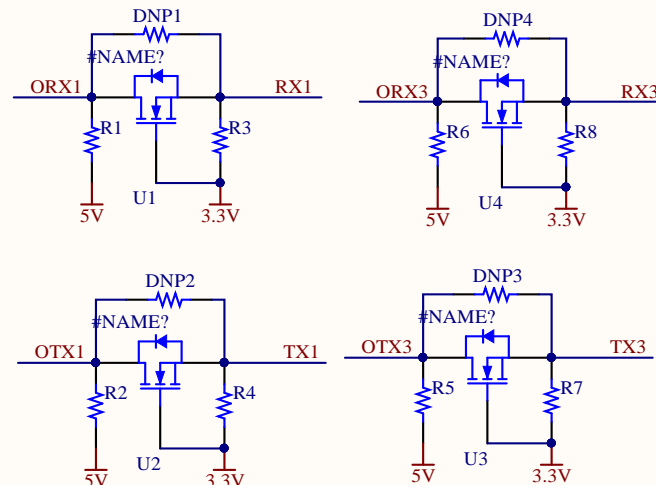 DNP1
#NAME?
ORX1
RX1
R1
R3
U1
5V
3.3V
DNP4
#NAME?
ORX3
RX3
R6
R8
U4
5V
3.3V
DNP2
#NAME?
OTX1
TX1
R2
R4
U2
5V
3.3V
DNP3
#NAME?
OTX3
TX3
R5
R7
U3
5V
3.3V